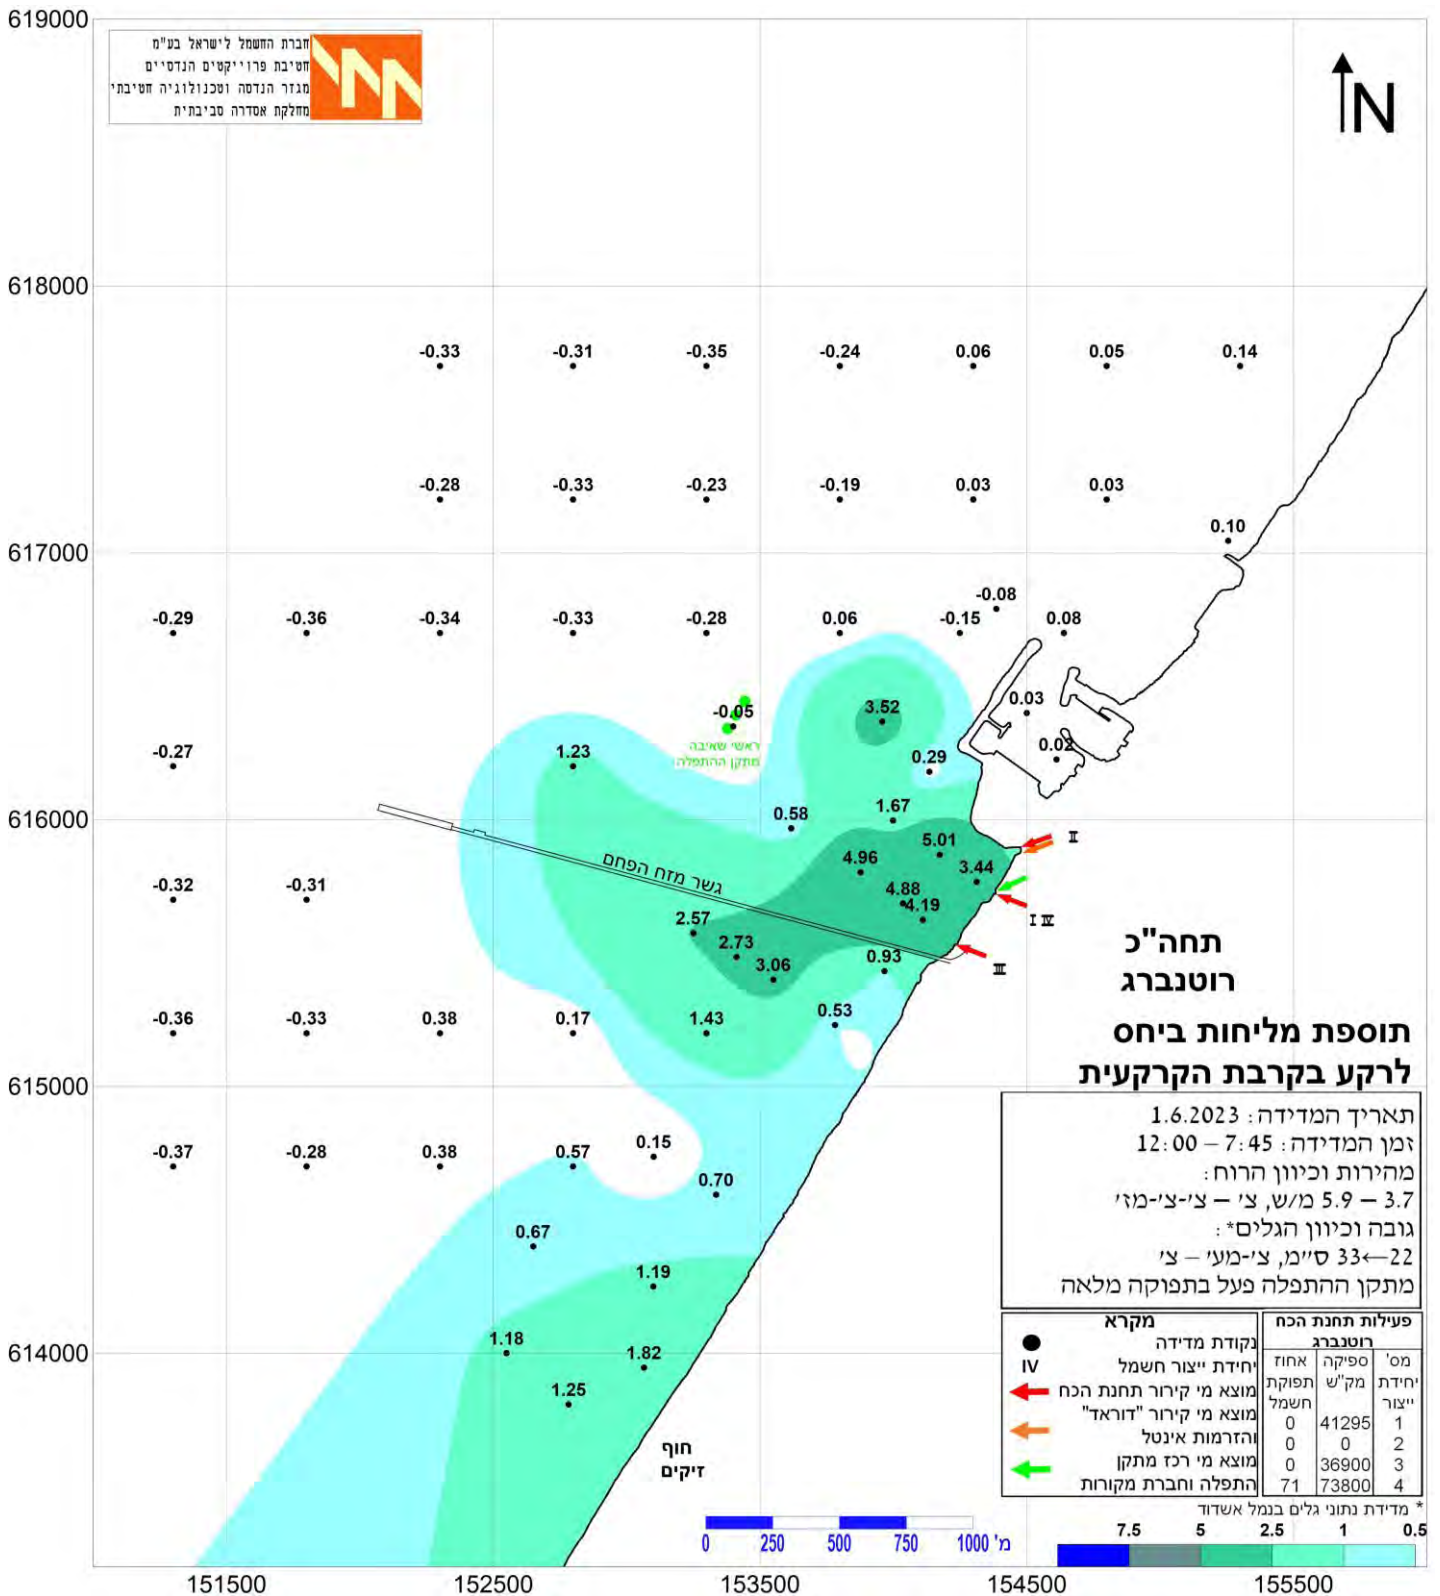 619000
חברת החשמל לישראל בע"מ
חטיבת פרוייקטים הנדסיים
מגזר הנדסה וטכנולוגיה חטיבתי
מחלקת אסדרה סביבתית
N
618000
-0.33 -0.31 -0.35 -0.24 0.06 0.05 0.14
-0.28 -0.33 -0.23 -0.19 0.03 0.03
0.10
617000
-0.08
-0.29 -0.36 -0.34 -0.33 -0.28 0.06 -0.15 0.08
-0.05 3.52 0.03
ראשי שאיבה
מתקן ההתפלה
-0.27 1.23 0.29 0.02
616000
0.58 1.67
5.01 II
גשר מזח הפחם
4.96 3.44
-0.32 -0.31 4.88
4.19 I IV
2.57
2.73
3.06 0.93 III
תחה"כ
רוטנברג
-0.36 -0.33 0.38 0.17 1.43 0.53
תוספת מליחות ביחס
לרקע בקרבת הקרקעית
615000
תאריך המדידה: 1.6.2023
זמן המדידה: 7:45 – 12:00
מהירות וכיוון הרוח:
3.7 – 5.9 מ/ש, צ' – צ'-צ'-מז'
גובה וכיוון הגלים*:
22←33 ס"מ, צ'-מע' – צ'
מתקן ההתפלה פעל בתפוקה מלאה
-0.37 -0.28 0.38 0.57 0.15
0.70
0.67
1.19
614000
1.18 1.82
1.25
חוף
זיקים
מקרא
נקודת מדידה
יחידת ייצור חשמל IV
מוצא מי קירור תחנת הכח
מוצא מי קירור "דוראד"
והזרמות אינטל
מוצא מי רכז מתקן
התפלה וחברת מקורות
פעילות תחנת הכח
רוטנברג
מס' ספיקה אחוז
יחידת מק"ש תפוקת
ייצור חשמל
1 41295 0
2 0 0
3 36900 0
4 73800 71
* מדידת נתוני גלים בנמל אשדוד
7.5 5 2.5 1 0.5
0 250 500 750 1000 מ'
151500 152500 153500 154500 155500